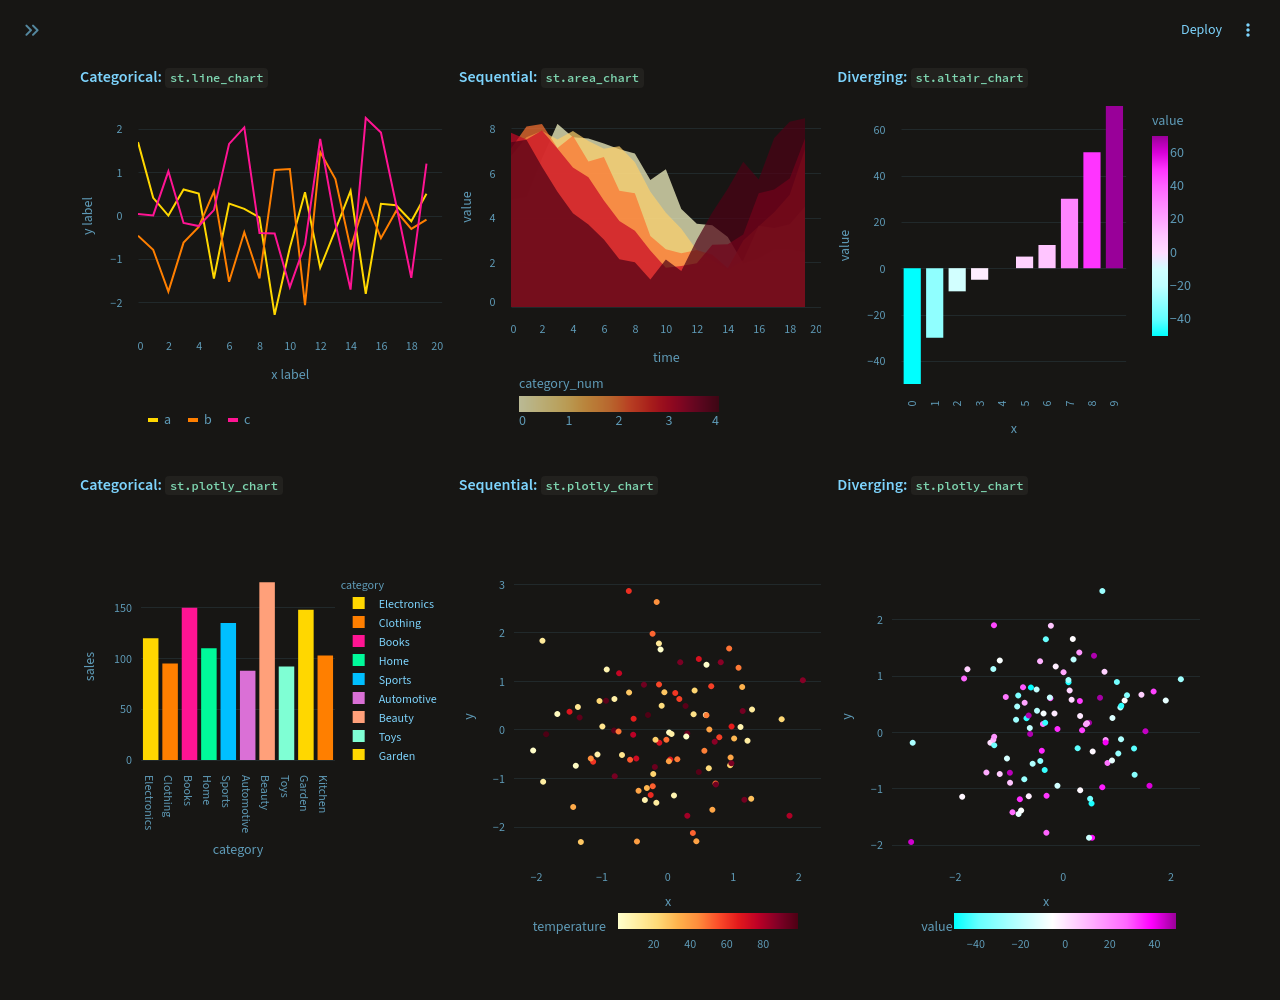 Deploy
Categorical: st.line_chart
2
1
0
−1
−2
y label
0 2 4 6 8 10 12 14 16 18 20
x label
a b c
Sequential: st.area_chart
8
6
4
2
0
value
0 2 4 6 8 10 12 14 16 18 20
time
category_num
0 1 2 3 4
Diverging: st.altair_chart
60
40
20
0
−20
−40
value
0 1 2 3 4 5 6 7 8 9
x
value
60
40
20
0
−20
−40
Categorical: st.plotly_chart
150
100
50
0
sales
Electronics Clothing Books Home Sports Automotive Beauty Toys Garden Kitchen
category
category
Electronics
Clothing
Books
Home
Sports
Automotive
Beauty
Toys
Garden
Sequential: st.plotly_chart
3
2
1
0
−1
−2
y
−2 −1 0 1 2
x
temperature
20 40 60 80
Diverging: st.plotly_chart
2
1
0
−1
−2
y
−2 0 2
x
value
−40 −20 0 20 40